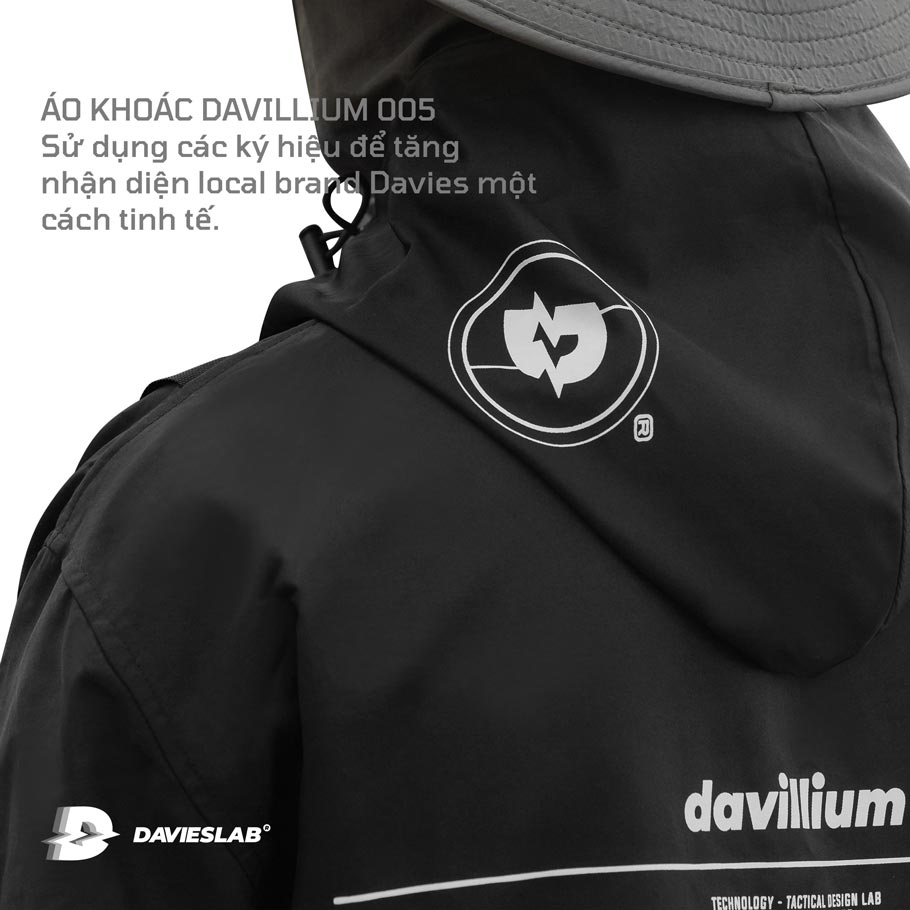 ÁO KHOÁC DAVILLIUM 005
Sử dụng các ký hiệu để tăng
nhận diện local brand Davies một
cách tinh tế.
®
davillium
DAVIESLAB©
TECHNOLOGY - TACTICAL DESIGN LAB